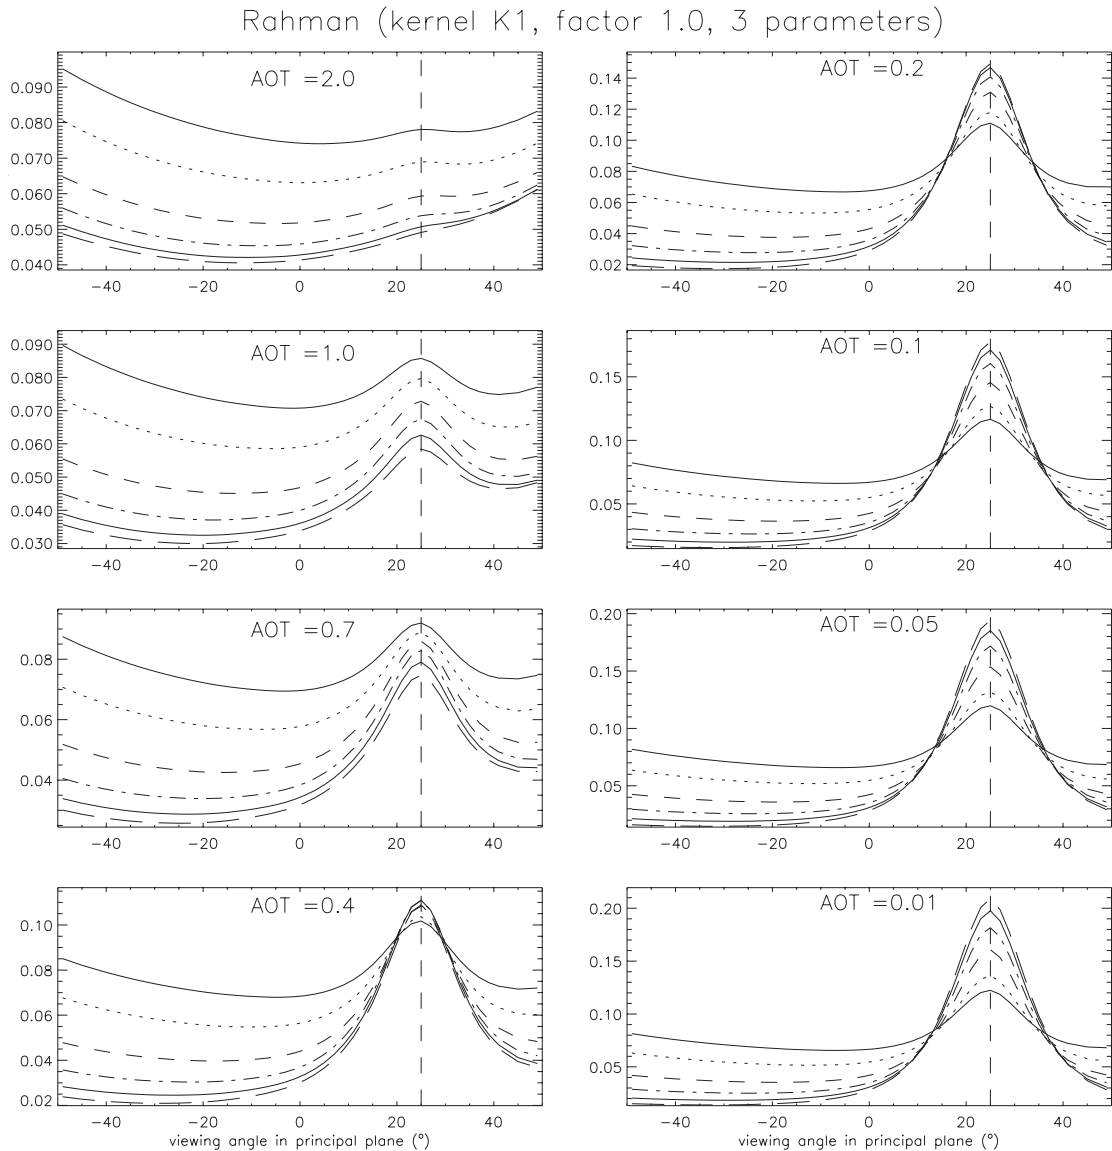 Rahman (kernel K1, factor 1.0, 3 parameters)
AOT =2.0
0.090
0.080
0.070
0.060
0.050
0.040
−40 −20 0 20 40
AOT =0.2
0.14
0.12
0.10
0.08
0.06
0.04
0.02
−40 −20 0 20 40
AOT =1.0
0.090
0.080
0.070
0.060
0.050
0.040
0.030
−40 −20 0 20 40
AOT =0.1
0.15
0.10
0.05
−40 −20 0 20 40
AOT =0.7
0.08
0.06
0.04
−40 −20 0 20 40
AOT =0.05
0.20
0.15
0.10
0.05
−40 −20 0 20 40
AOT =0.4
0.10
0.08
0.06
0.04
0.02
−40 −20 0 20 40
viewing angle in principal plane (°)
AOT =0.01
0.20
0.15
0.10
0.05
−40 −20 0 20 40
viewing angle in principal plane (°)